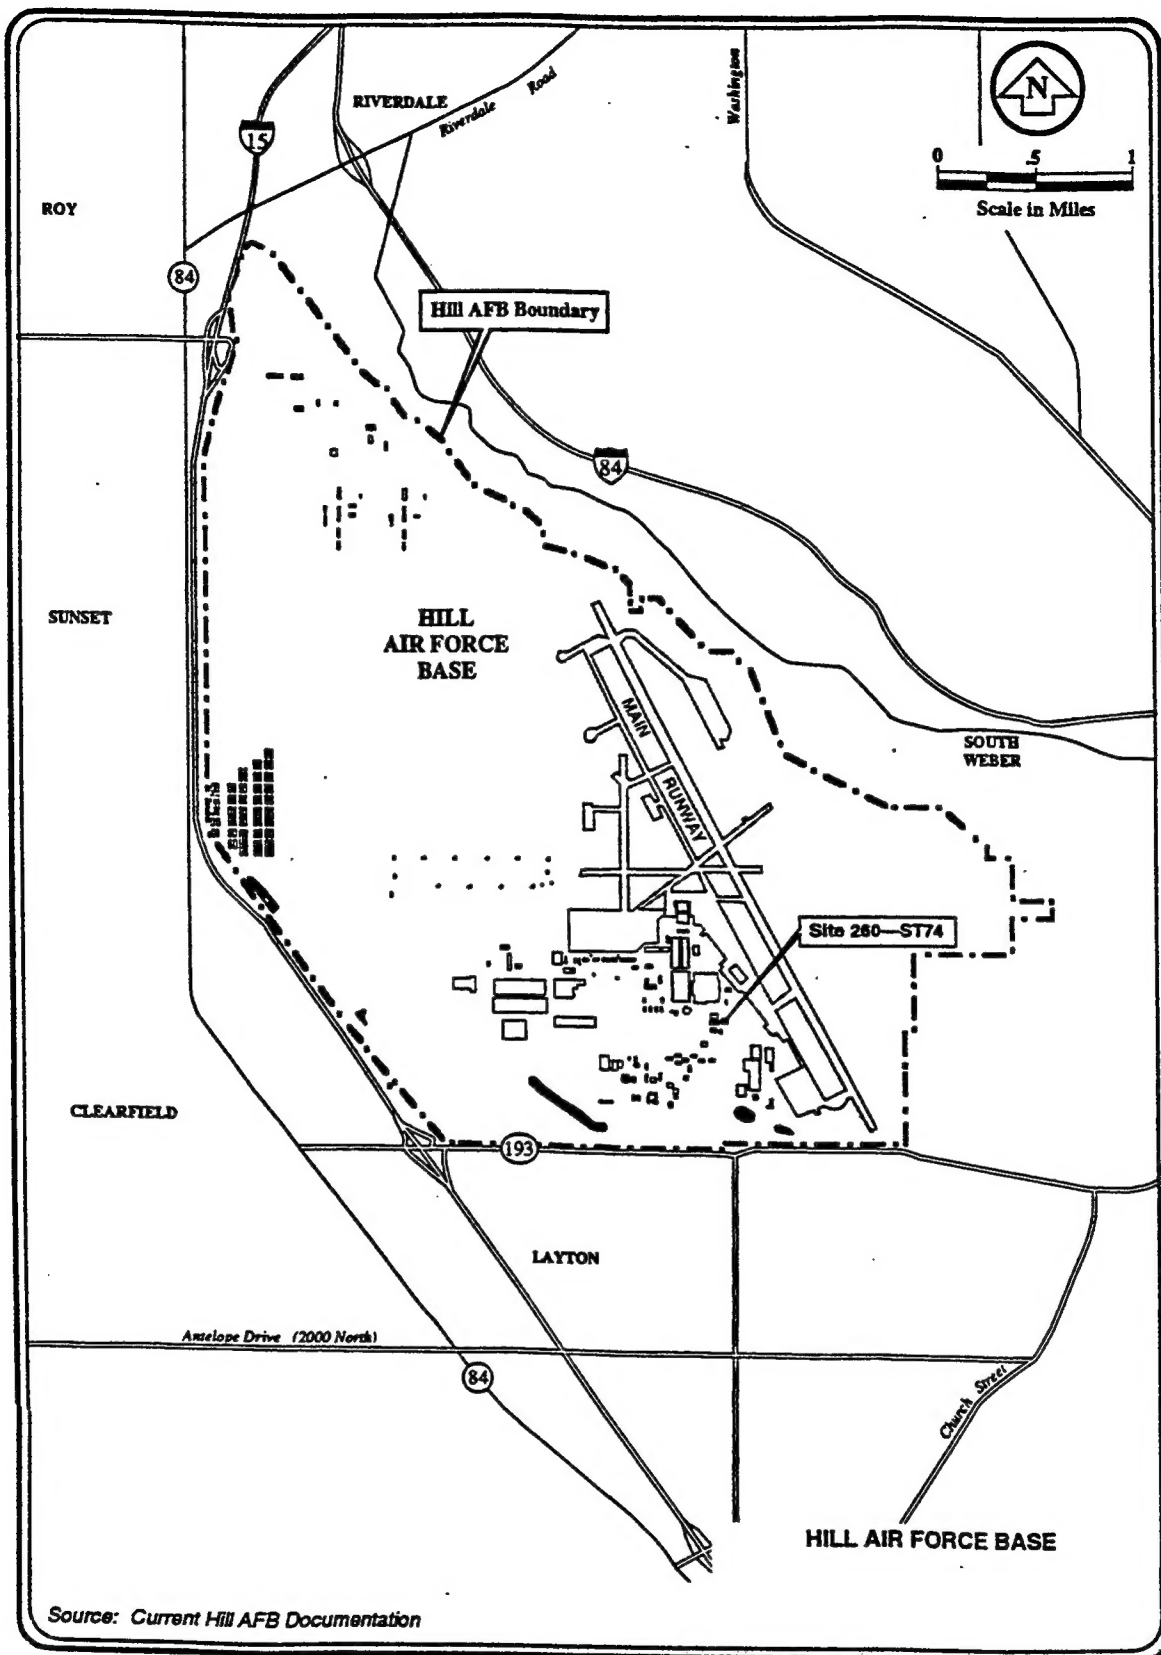 RIVERDALE
Riverdale Road
Washington
N
15
0 .5 1
Scale in Miles
ROY
84
Hill AFB Boundary
84
SUNSET
HILL
AIR FORCE
BASE
MAIN
RUNWAY
SOUTH
WEBER
Site 260—ST74
CLEARFIELD
193
LAYTON
Antelope Drive (2000 North)
84
Church Street
HILL AIR FORCE BASE
Source: Current Hill AFB Documentation